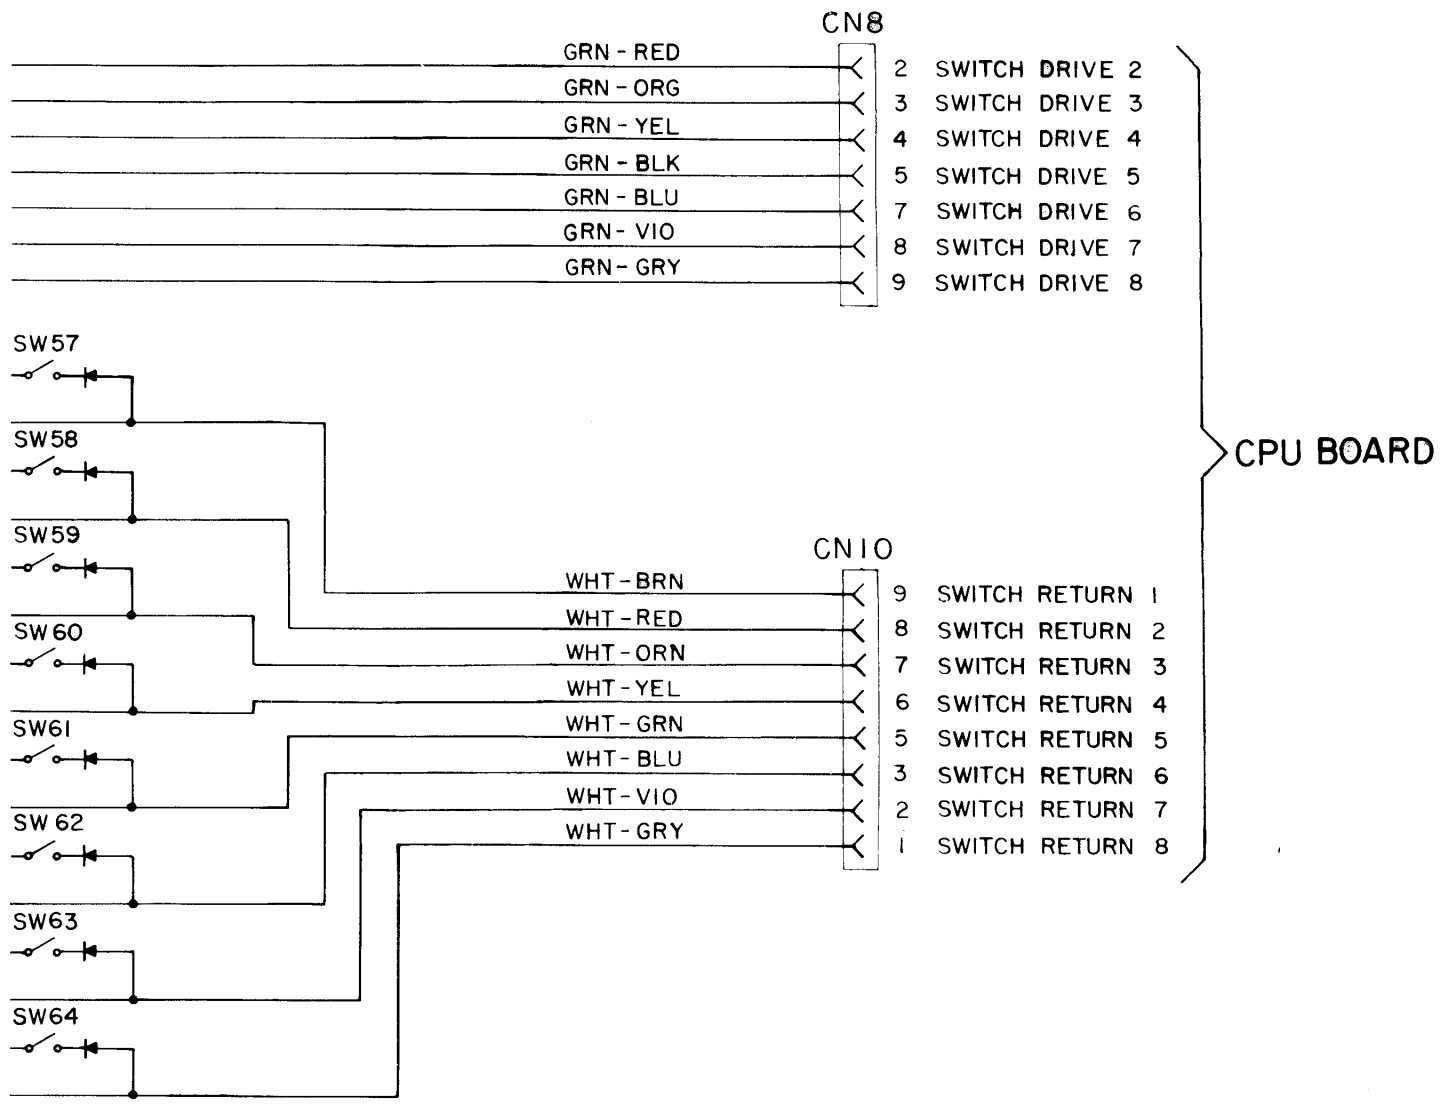 CN8
GRN-RED 2 SWITCH DRIVE 2
GRN-ORG 3 SWITCH DRIVE 3
GRN-YEL 4 SWITCH DRIVE 4
GRN-BLK 5 SWITCH DRIVE 5
GRN-BLU 7 SWITCH DRIVE 6
GRN-VIO 8 SWITCH DRIVE 7
GRN-GRY 9 SWITCH DRIVE 8
SW57
SW58
SW59
SW60
SW61
SW62
SW63
SW64
CN10
WHT-BRN 9 SWITCH RETURN 1
WHT-RED 8 SWITCH RETURN 2
WHT-ORN 7 SWITCH RETURN 3
WHT-YEL 6 SWITCH RETURN 4
WHT-GRN 5 SWITCH RETURN 5
WHT-BLU 3 SWITCH RETURN 6
WHT-VIO 2 SWITCH RETURN 7
WHT-GRY 1 SWITCH RETURN 8
CPU BOARD